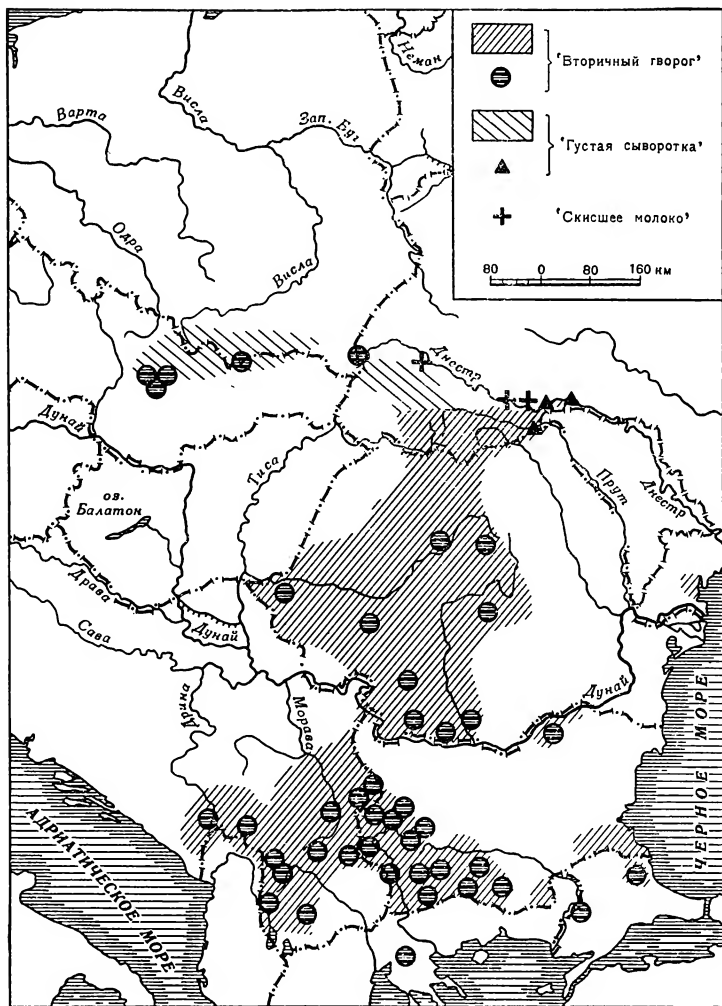 'Вторичный гворог'
'Густая сыворотка'
'Скисшее молоко'
80 0 80 160 км
Неман
Варта
Висла
Зап. Буг
Одра
Висла
Днестр
Дунай
Тиса
оз.
Балатон
Прут
Днестр
Драва
Дунай
Сава
Дрина
Морава
Дунай
ЧЕРНОЕ МОРЕ
АДРИАТИЧЕСКОЕ МОРЕ